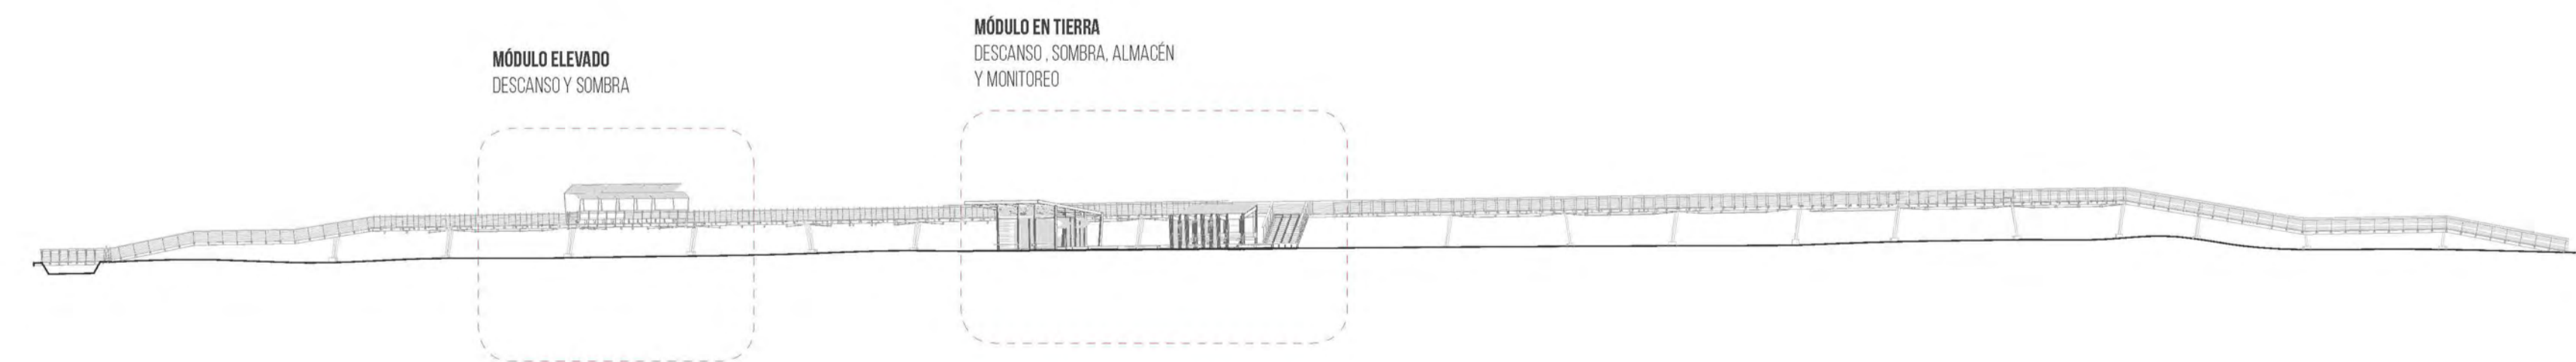 MÓDULO ELEVADO
DESCANSO Y SOMBRA
MÓDULO EN TIERRA
DESCANSO , SOMBRA, ALMACÉN
Y MONITOREO